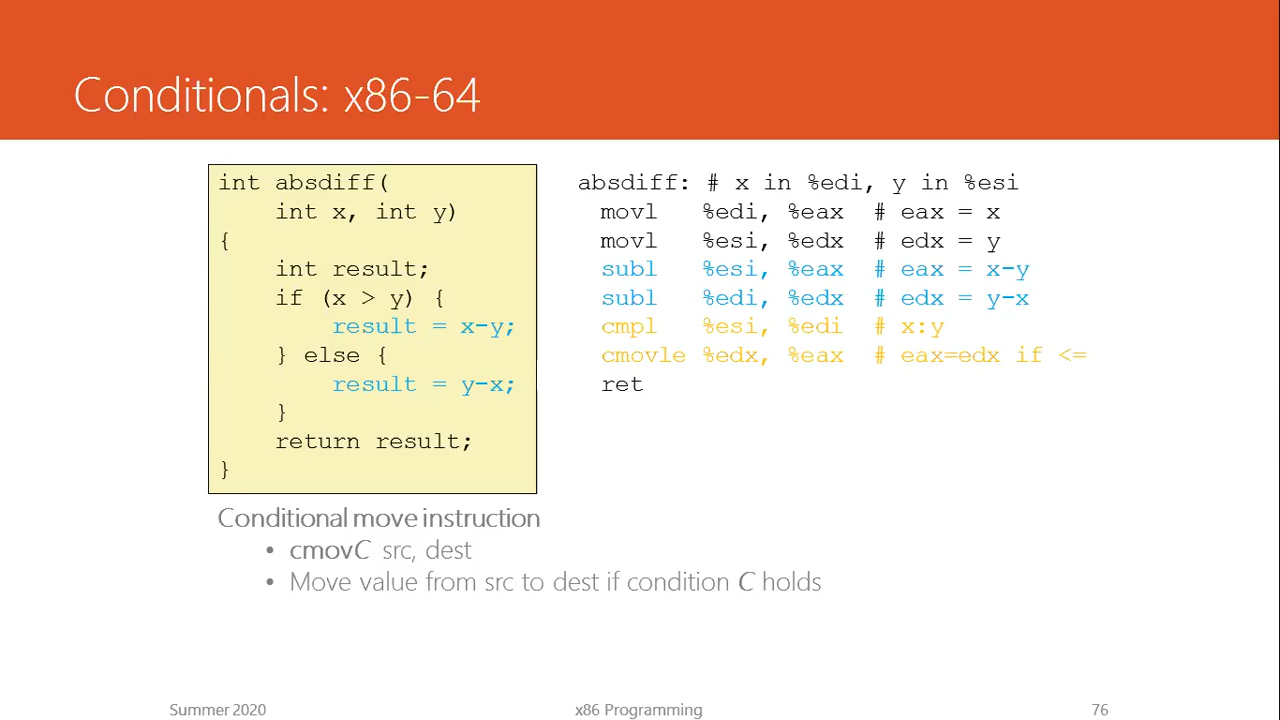 Conditionals: x86-64
int absdiff(
    int x, int y)
{
    int result;
    if (x > y) {
        result = x-y;
    } else {
        result = y-x;
    }
    return result;
}
absdiff: # x in %edi, y in %esi
  movl   %edi, %eax  # eax = x
  movl   %esi, %edx  # edx = y
  subl   %esi, %eax  # eax = x-y
  subl   %edi, %edx  # edx = y-x
  cmpl   %esi, %edi  # x:y
  cmovle %edx, %eax  # eax=edx if <=
  ret
Conditional move instruction
• cmovC src, dest
• Move value from src to dest if condition C holds
Summer 2020
x86 Programming
76